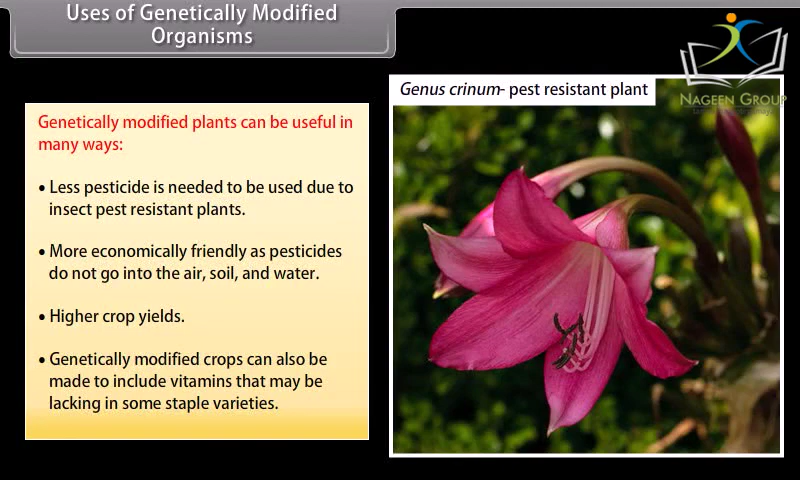 Uses of Genetically Modified
Organisms
Genus crinum- pest resistant plant
NAGEEN GROUP
Genetically modified plants can be useful in
many ways:
• Less pesticide is needed to be used due to
insect pest resistant plants.
• More economically friendly as pesticides
do not go into the air, soil, and water.
• Higher crop yields.
• Genetically modified crops can also be
made to include vitamins that may be
lacking in some staple varieties.